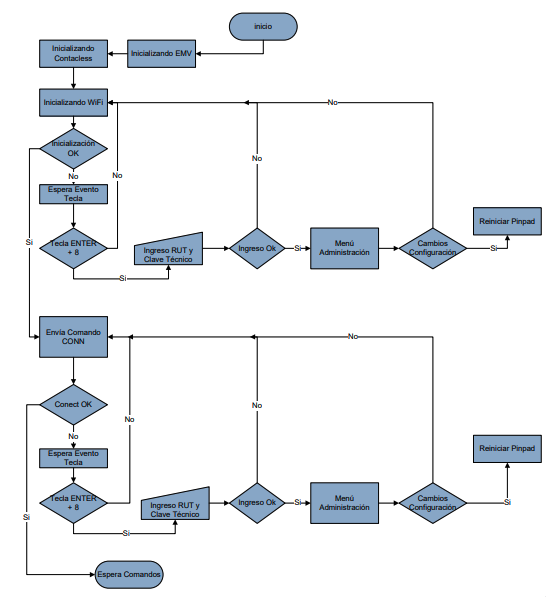 inicio
Inicializando EMV
Inicializando
Contacless
Inicializando WiFi
No
Inicialización
OK
No
No
No
Espera Evento
Tecla
Si
Tecla ENTER
+ 8
Si
Ingreso RUT y
Clave Técnico
Ingreso Ok
Si
Menú
Administración
Cambios
Configuración
Si
Reiniciar Pinpad
Envía Comando
CONN
No
Conect OK
No
No
No
Espera Evento
Tecla
Tecla ENTER
+ 8
Si
Si
Ingreso RUT y
Clave Técnico
Ingreso Ok
Si
Menú
Administración
Cambios
Configuración
Si
Reiniciar Pinpad
Espera Comandos